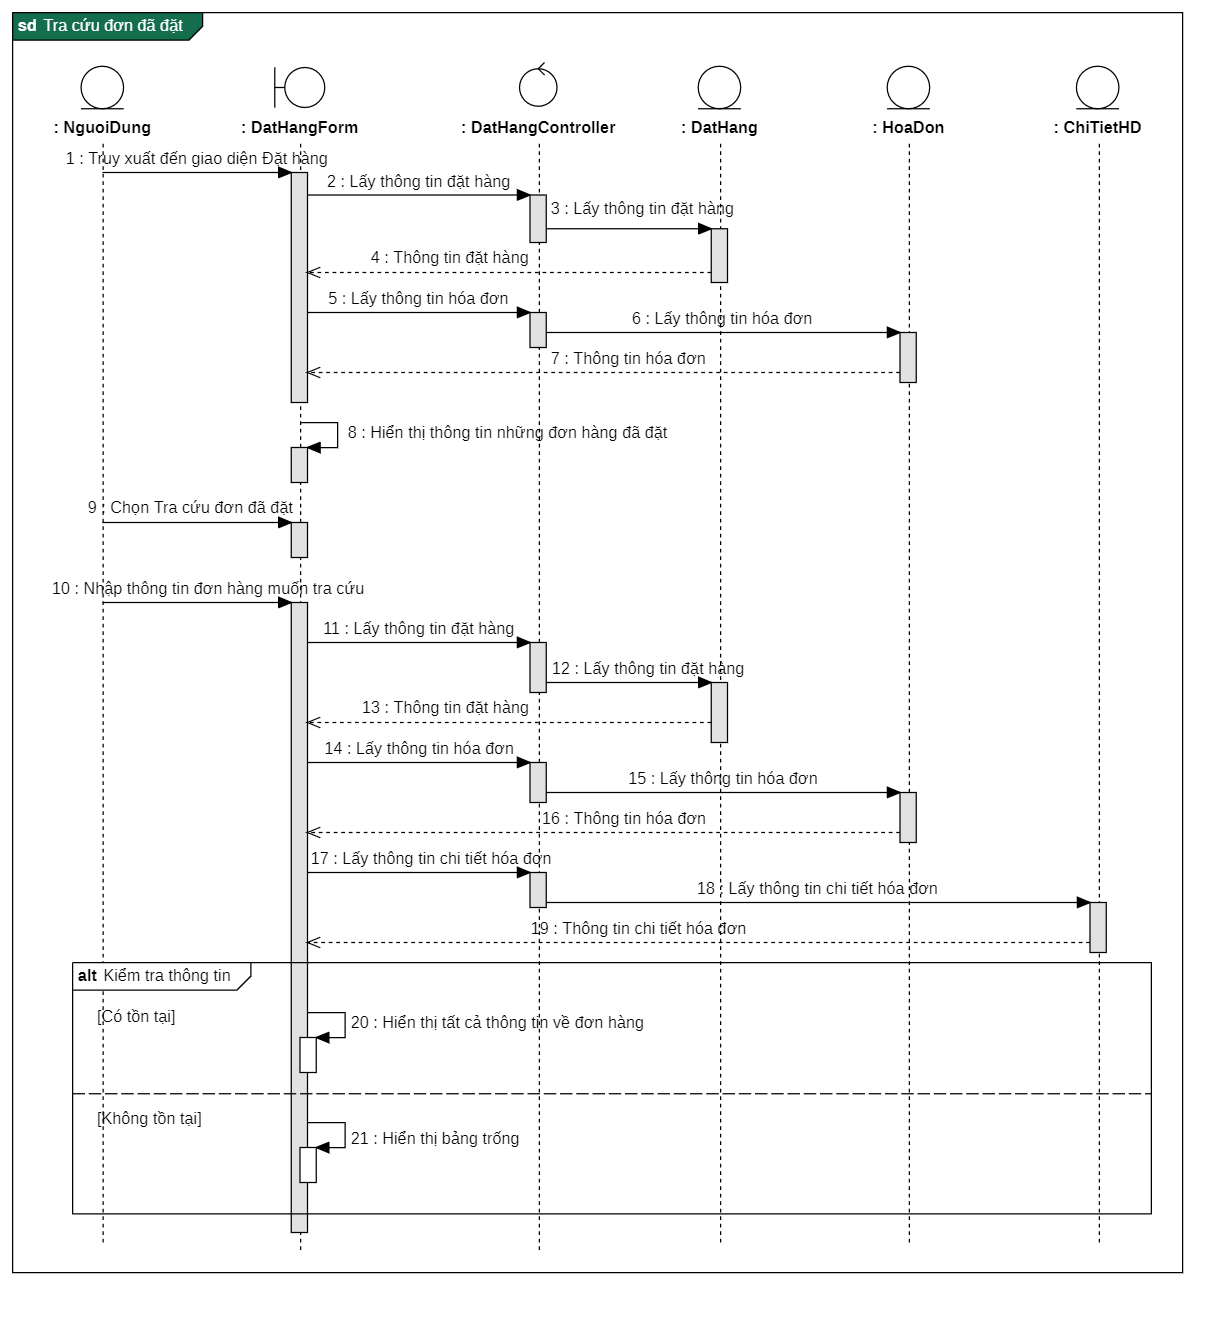 sd Tra cứu đơn đã đặt
: NguoiDung
: DatHangForm
: DatHangController
: DatHang
: HoaDon
: ChiTietHD
1 : Truy xuất đến giao diện Đặt hàng
2 : Lấy thông tin đặt hàng
3 : Lấy thông tin đặt hàng
4 : Thông tin đặt hàng
5 : Lấy thông tin hóa đơn
6 : Lấy thông tin hóa đơn
7 : Thông tin hóa đơn
8 : Hiển thị thông tin những đơn hàng đã đặt
9 : Chọn Tra cứu đơn đã đặt
10 : Nhập thông tin đơn hàng muốn tra cứu
11 : Lấy thông tin đặt hàng
12 : Lấy thông tin đặt hàng
13 : Thông tin đặt hàng
14 : Lấy thông tin hóa đơn
15 : Lấy thông tin hóa đơn
16 : Thông tin hóa đơn
17 : Lấy thông tin chi tiết hóa đơn
18 : Lấy thông tin chi tiết hóa đơn
19 : Thông tin chi tiết hóa đơn
alt Kiểm tra thông tin
[Có tồn tại]
20 : Hiển thị tất cả thông tin về đơn hàng
[Không tồn tại]
21 : Hiển thị bảng trống